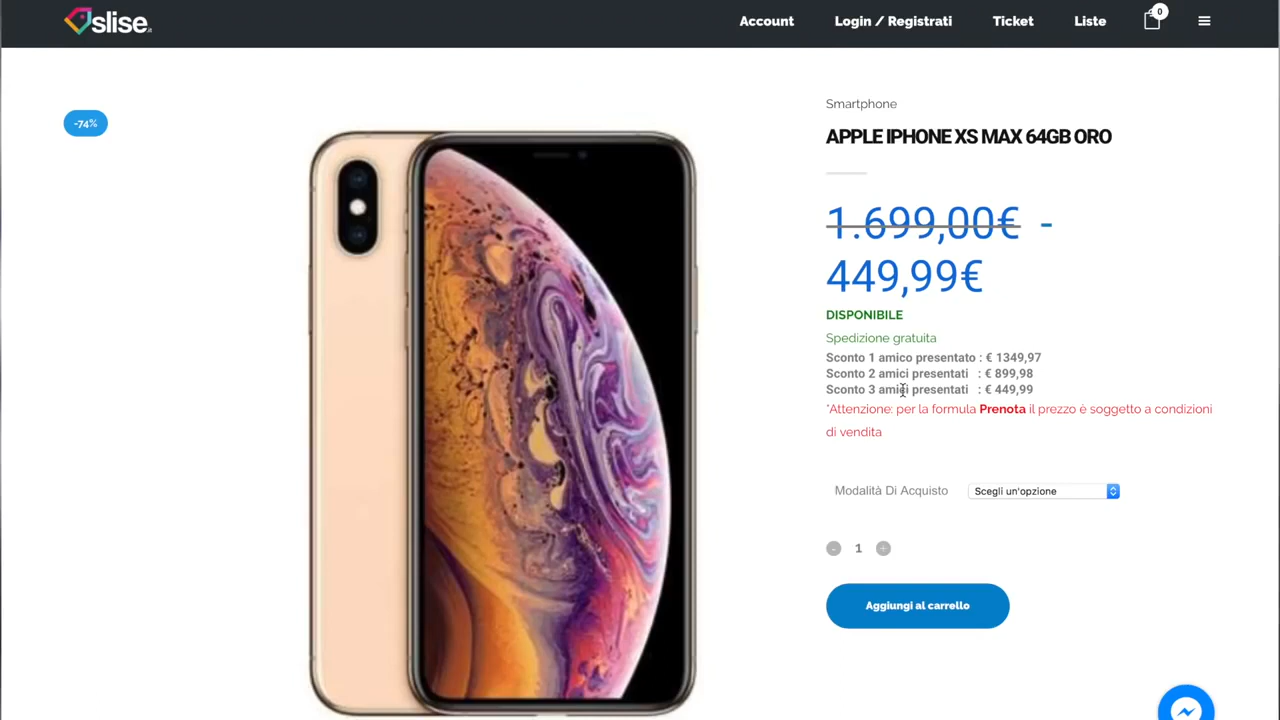 slise.it
Account
Login / Registrati
Ticket
Liste
0
-74%
Smartphone
APPLE IPHONE XS MAX 64GB ORO
1.699,00€ -
449,99€
DISPONIBILE
Spedizione gratuita
Sconto 1 amico presentato : € 1349,97
Sconto 2 amici presentati : € 899,98
Sconto 3 amici presentati : € 449,99
*Attenzione: per la formula Prenota il prezzo è soggetto a condizioni
di vendita
Modalità Di Acquisto
Scegli un'opzione
- 1 +
Aggiungi al carrello